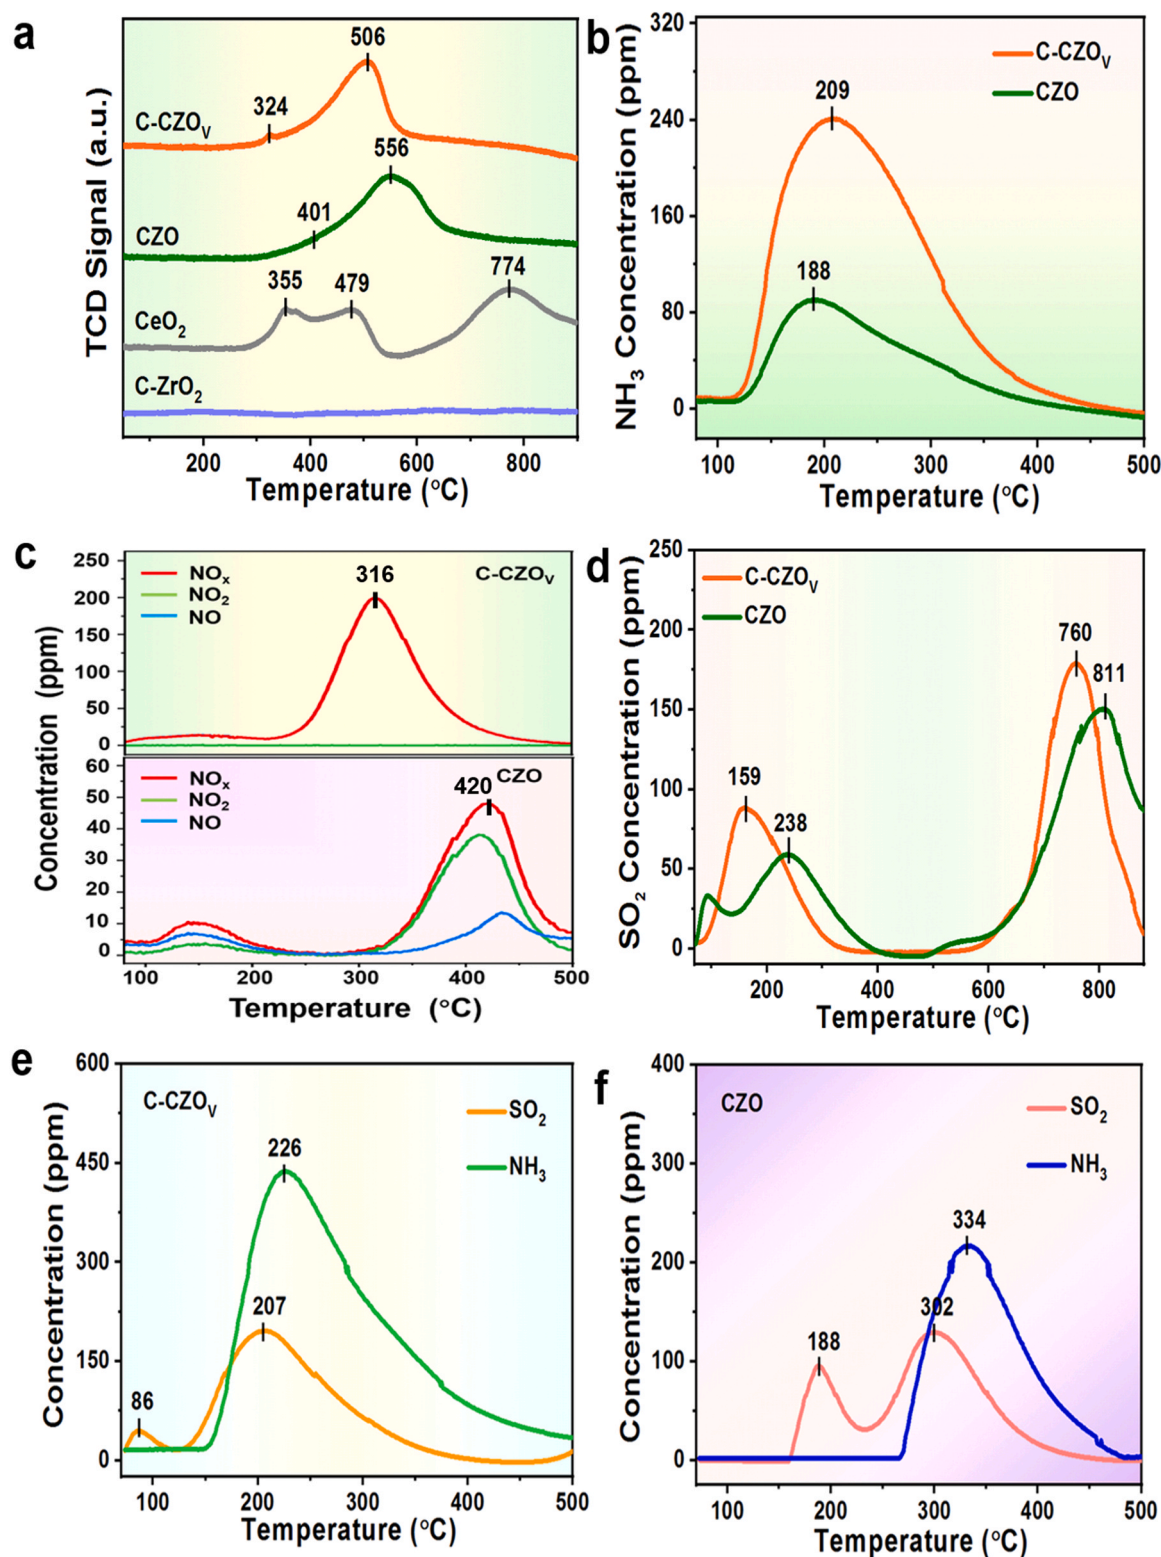 a
TCD Signal (a.u.)
C-CZOV
324
506
CZO
401
556
CeO2
355
479
774
C-ZrO2
200 400 600 800
Temperature (oC)
b
NH3 Concentration (ppm)
320
240
160
80
0
C-CZOV
CZO
209
188
100 200 300 400 500
Temperature (oC)
c
Concentration (ppm)
250
200
150
100
50
0
NOx
NO2
NO
316
C-CZOV
60
50
40
30
20
10
0
NOx
NO2
NO
420
CZO
100 200 300 400 500
Temperature (oC)
d
SO2 Concentration (ppm)
250
200
150
100
50
0
C-CZOV
CZO
159
238
760
811
200 400 600 800
Temperature (oC)
e
Concentration (ppm)
600
450
300
150
0
C-CZOV
SO2
NH3
226
207
86
100 200 300 400 500
Temperature (oC)
f
Concentration (ppm)
400
300
200
100
0
CZO
SO2
NH3
334
302
188
100 200 300 400 500
Temperature (oC)